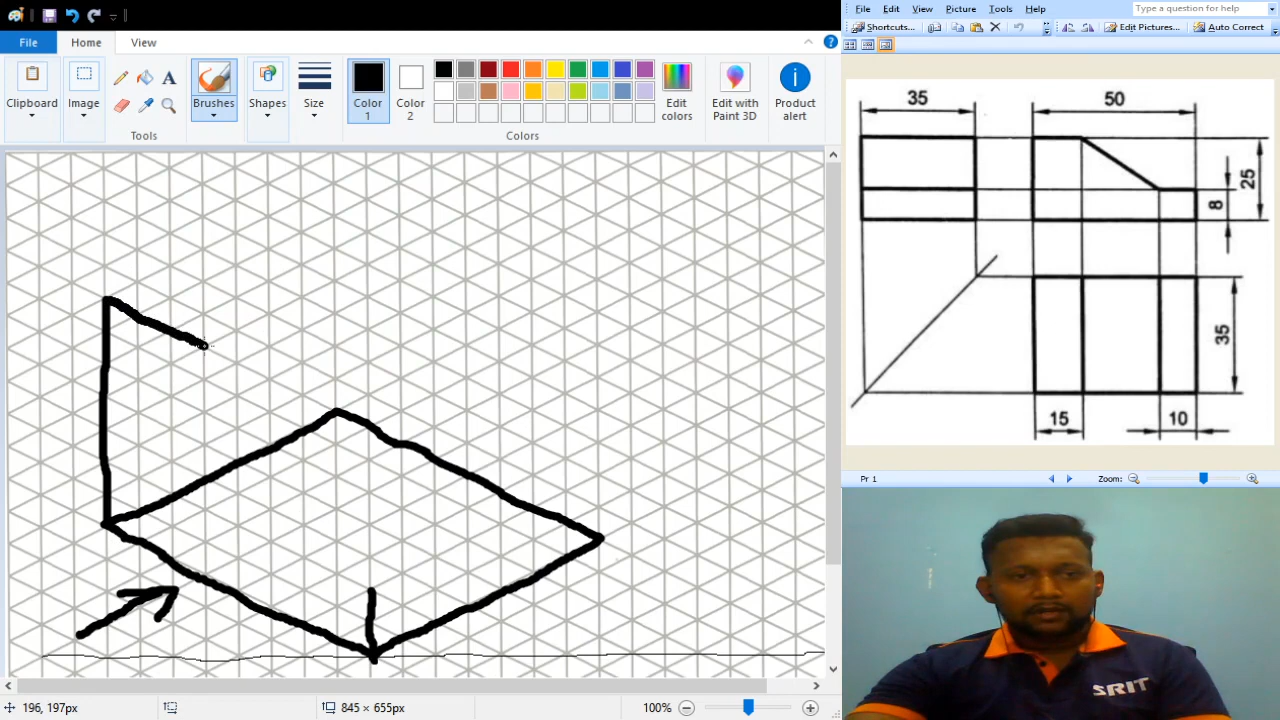 File Home View
Clipboard Image Tools Brushes Shapes Size Color 1 Color 2 Colors Edit colors Edit with Paint 3D Product alert
196, 197px 845 × 655px 100%
File Edit View Picture Tools Help Type a question for help
Shortcuts... Edit Pictures... Auto Correct
35 50
25
8
35
15 10
Pr 1 Zoom:
SRIT